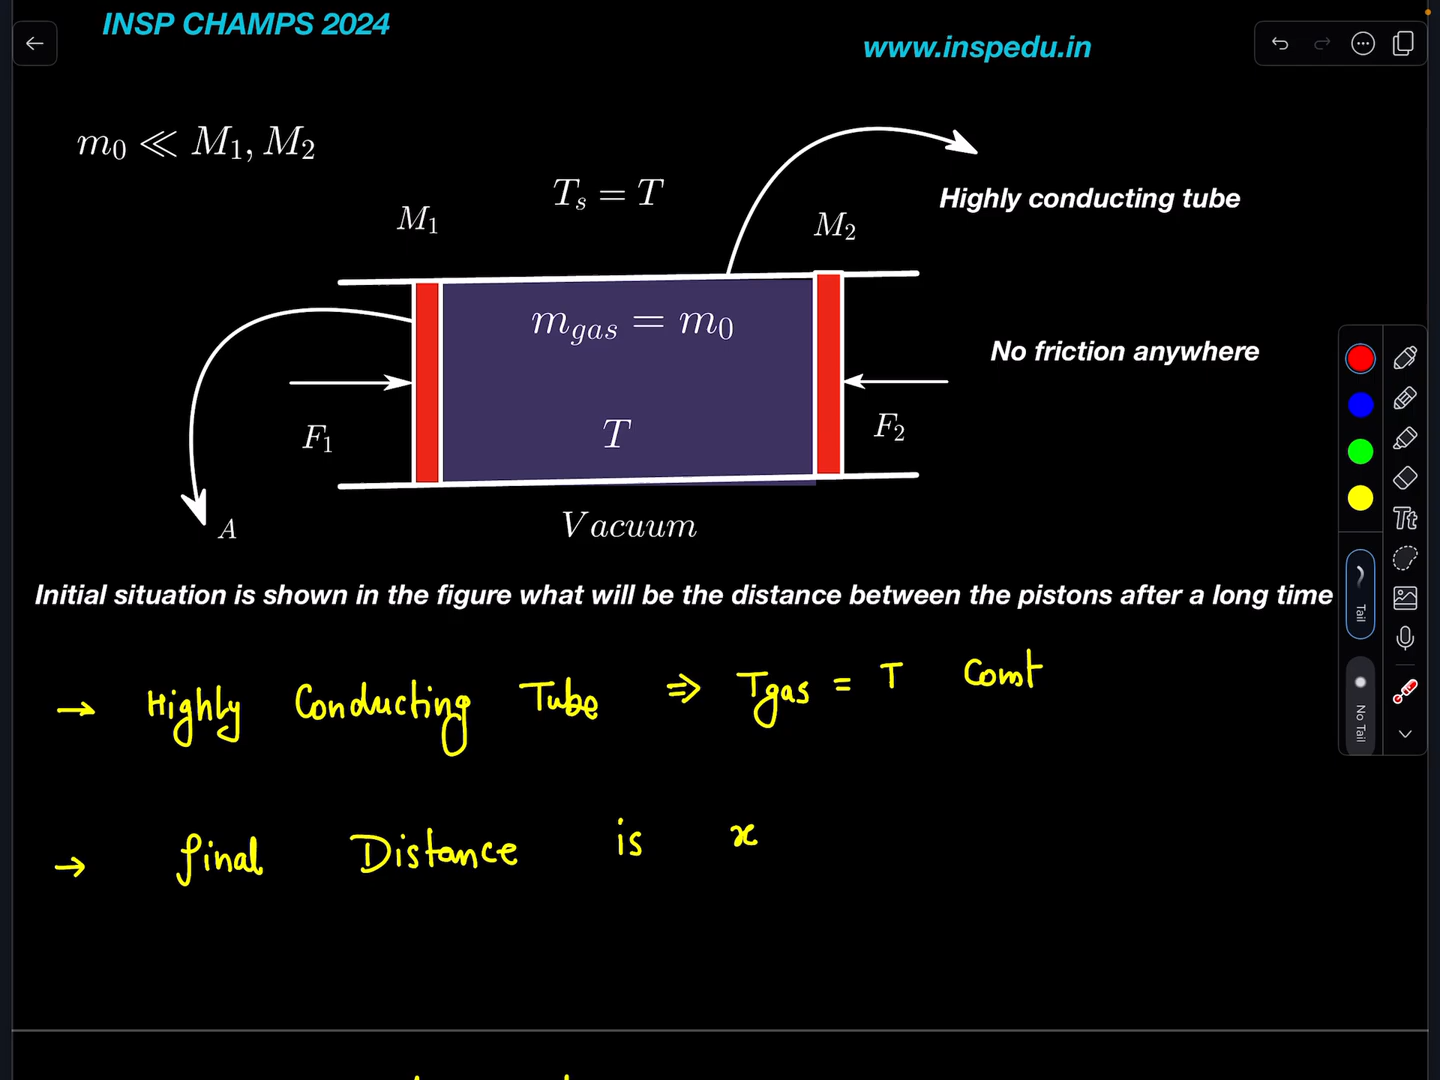 INSP CHAMPS 2024
www.inspedu.in
m₀ ≪ M₁, M₂
Tₛ = T
Highly conducting tube
M₁
M₂
m_gas = m₀
No friction anywhere
F₁
T
F₂
A
Vacuum
Initial situation is shown in the figure what will be the distance between the pistons after a long time
→ Highly Conducting Tube ⇒ Tgas = T Const
→ final Distance is x
Tt
Tail
No Tail